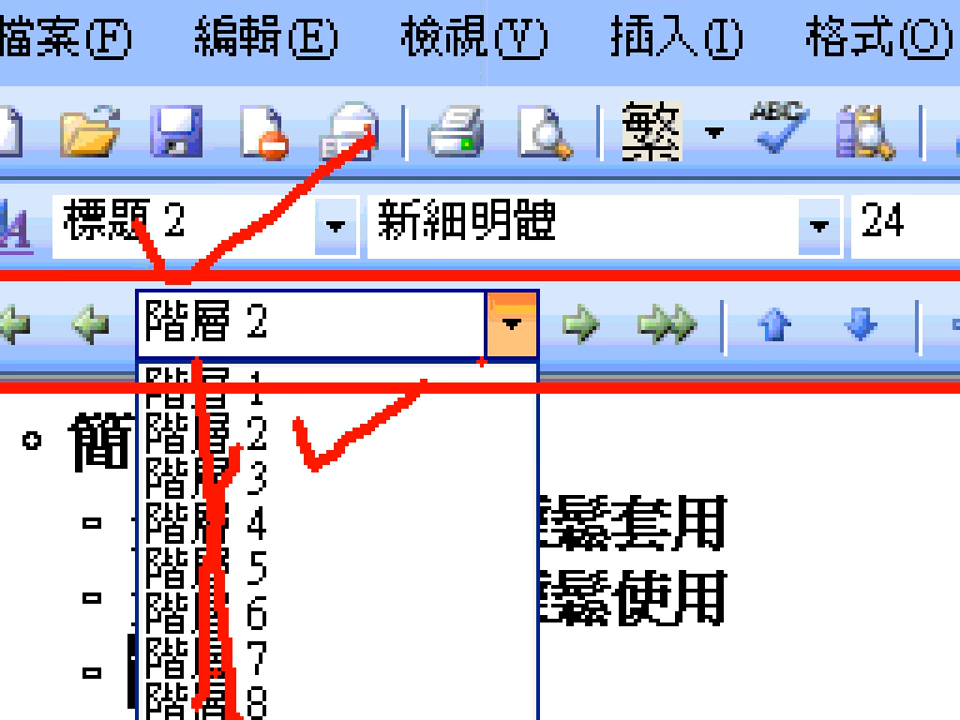 檔案(F) 編輯(E) 檢視(V) 插入(I) 格式(O)
繁 ABC
標題 2 新細明體 24
階層 2
階層 1
簡
階層 2
階層 3
鬆套用
階層 4
階層 5
鬆使用
階層 6
階層 7
階層 8